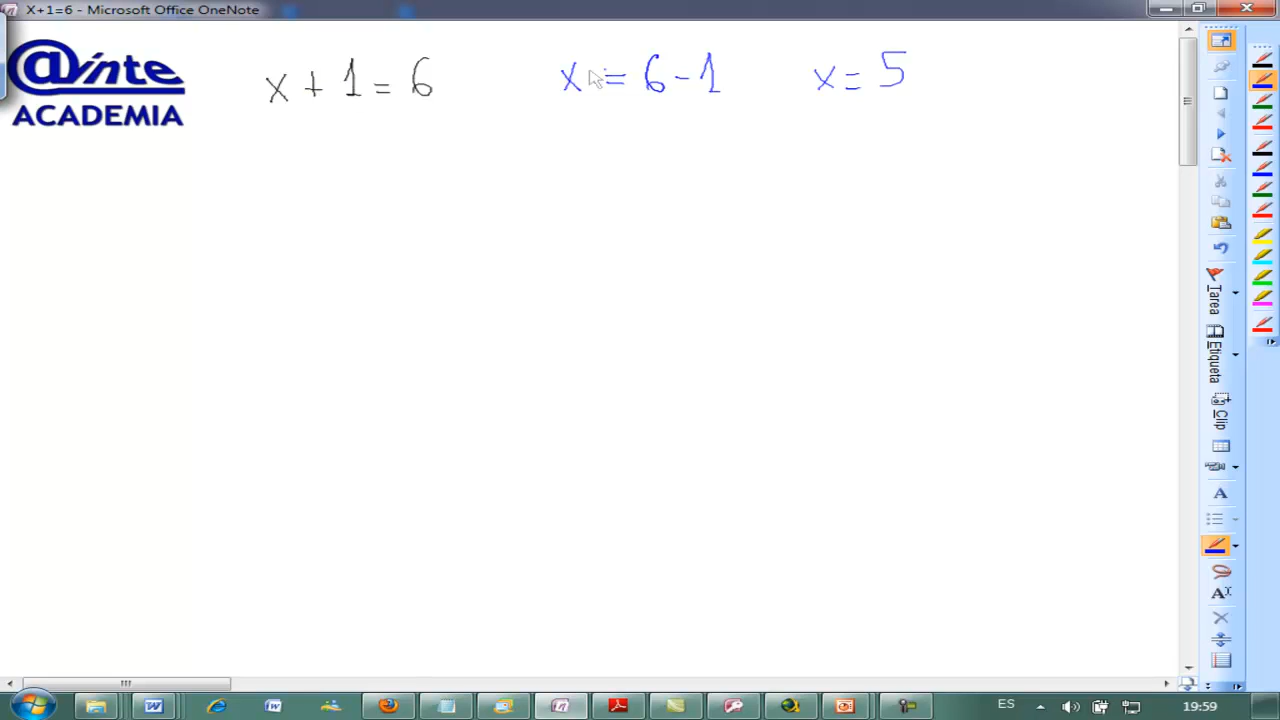 X+1=6 - Microsoft Office OneNote
@inte
ACADEMIA
x + 1 = 6
x = 6 - 1
x = 5
Tarea
Etiqueta
Clip
ES
19:59